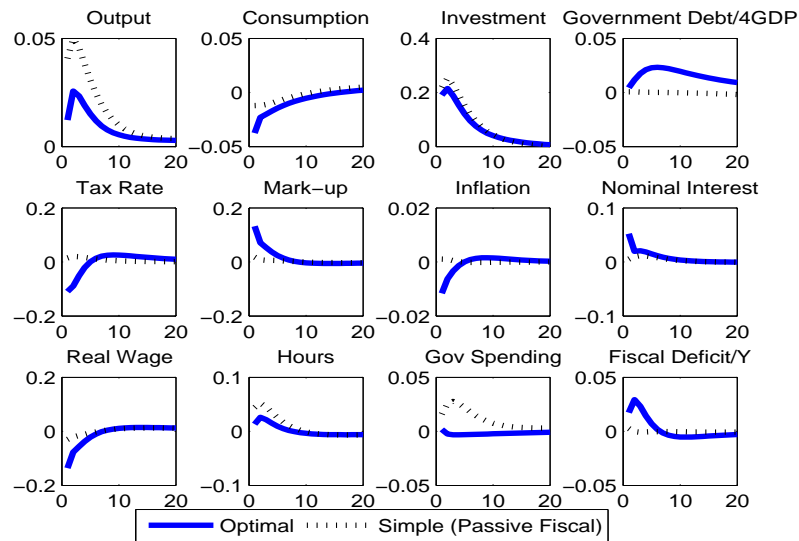 Output Consumption Investment Government Debt/4GDP
0.05 0.05 0.4 0.05
0 0.2 0
0 −0.05 0 −0.05
0 10 20 0 10 20 0 10 20 0 10 20
Tax Rate Mark−up Inflation Nominal Interest
0.2 0.2 0.02 0.1
0 0 0 0
−0.2 −0.2 −0.02 −0.1
0 10 20 0 10 20 0 10 20 0 10 20
Real Wage Hours Gov Spending Fiscal Deficit/Y
0.2 0.1 0.05 0.05
0 0 0 0
−0.2 −0.1 −0.05 −0.05
0 10 20 0 10 20 0 10 20 0 10 20
Optimal Simple (Passive Fiscal)